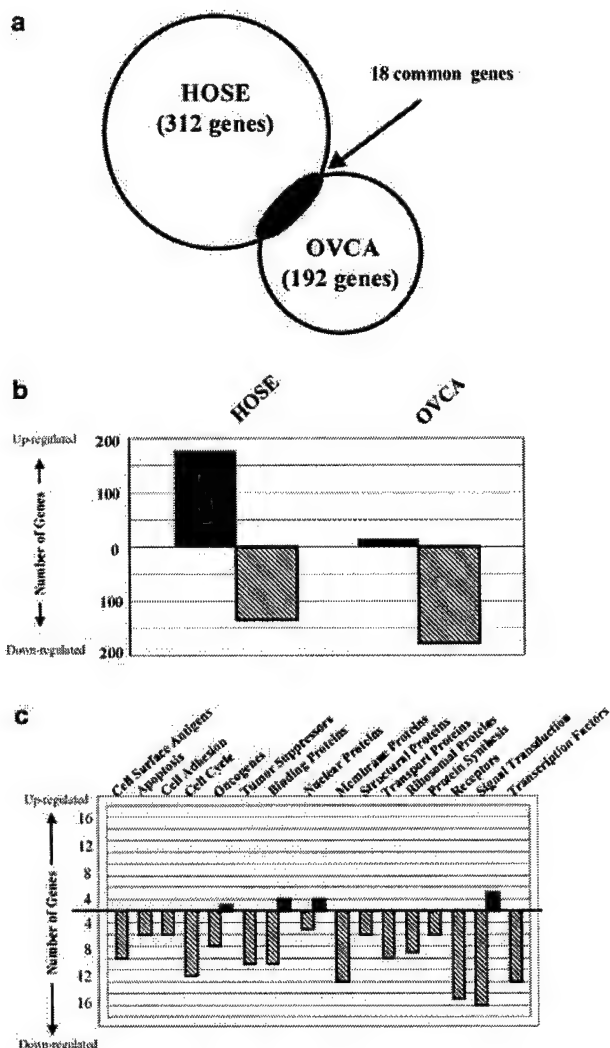 a
HOSE
(312 genes)
18 common genes
OVCA
(192 genes)
b
HOSE
OVCA
Up-regulated
Number of Genes
Down-regulated
200
100
0
100
200
c
Cell Surface Antigens
Apoptosis
Cell Adhesion
Cell Cycle
Oncogenes
Tumor Suppressors
Binding Proteins
Nuclear Proteins
Membrane Proteins
Structural Proteins
Transport Proteins
Ribosomal Proteins
Protein Synthesis
Receptors
Signal Transduction
Transcription Factors
Up-regulated
Number of Genes
Down-regulated
16
12
8
4
4
8
12
16